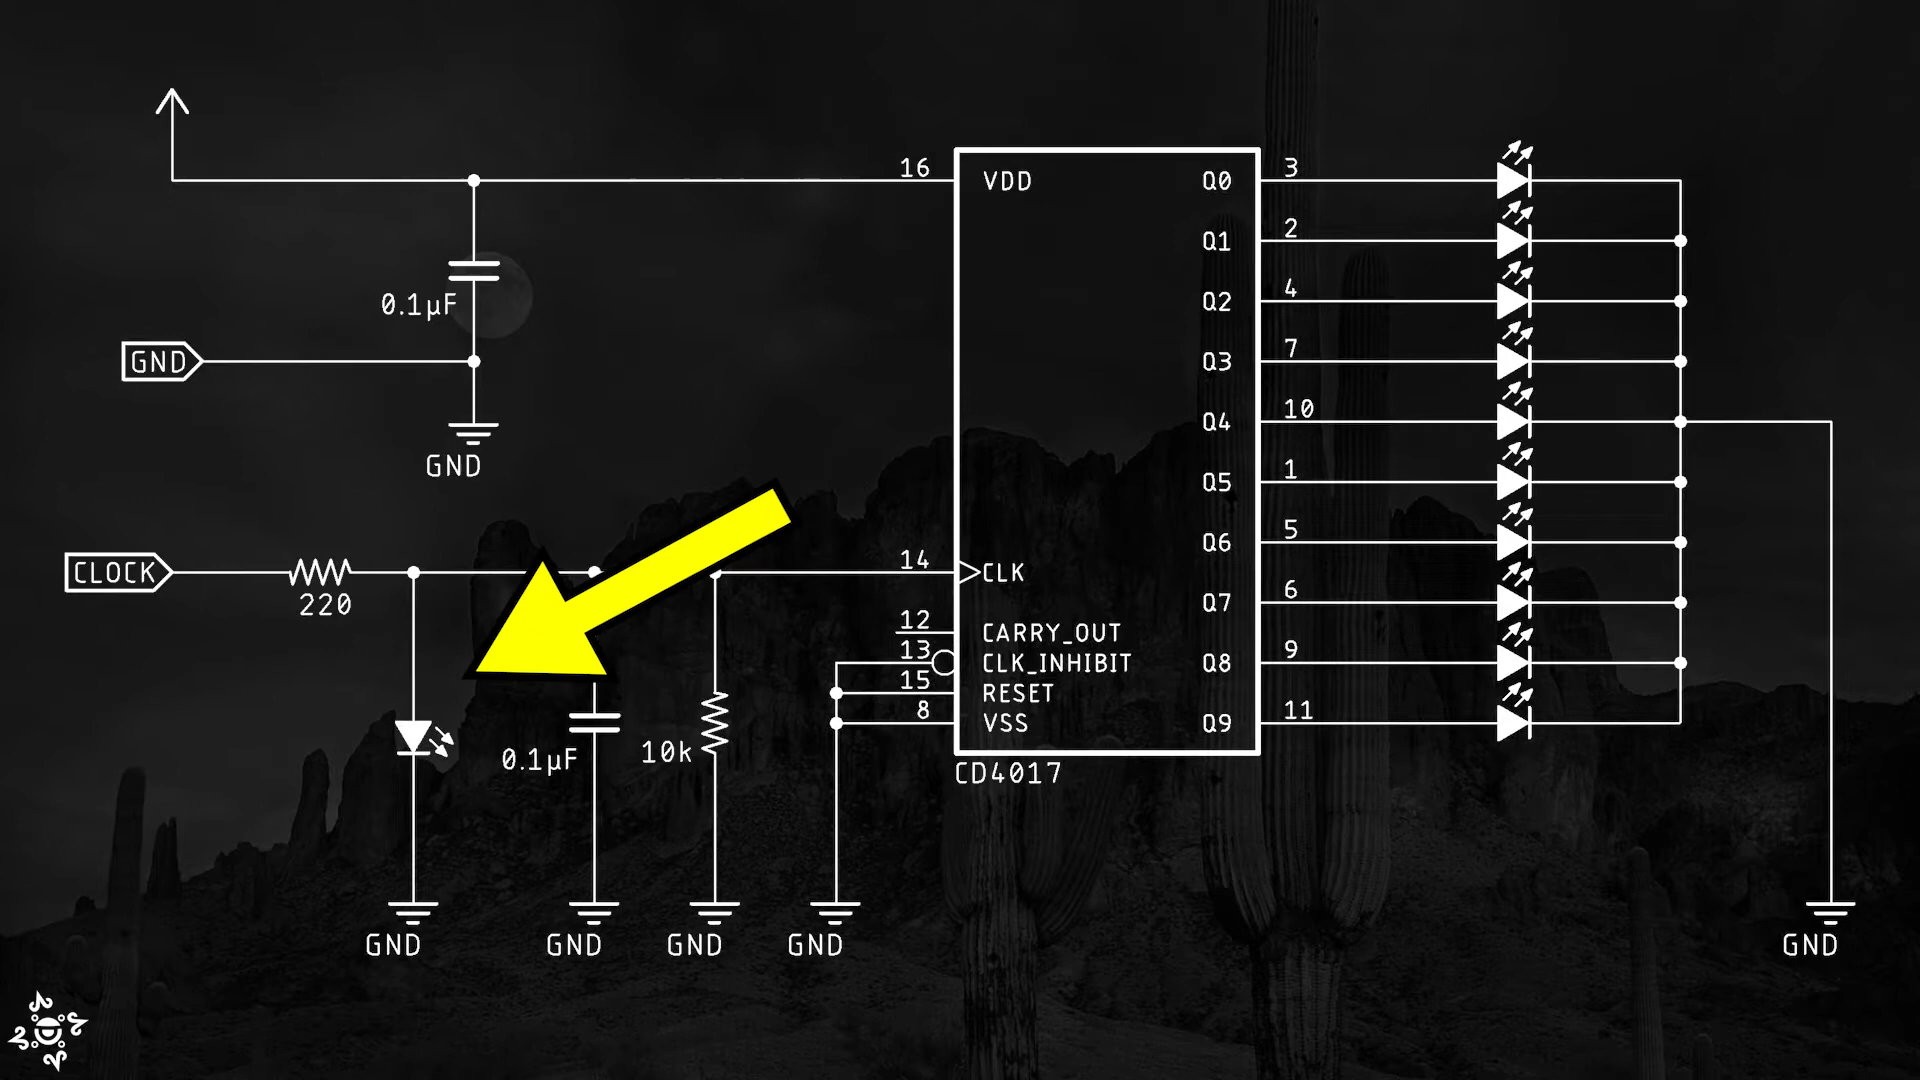 16 VDD Q0 3
Q1 2
Q2 4
0.1µF
GND Q3 7
Q4 10
GND
Q5 1
Q6 5
CLOCK 14 CLK
220 Q7 6
12 CARRY_OUT
13 CLK_INHIBIT Q8 9
15 RESET
8 VSS Q9 11
0.1µF 10k
CD4017
GND GND GND GND GND